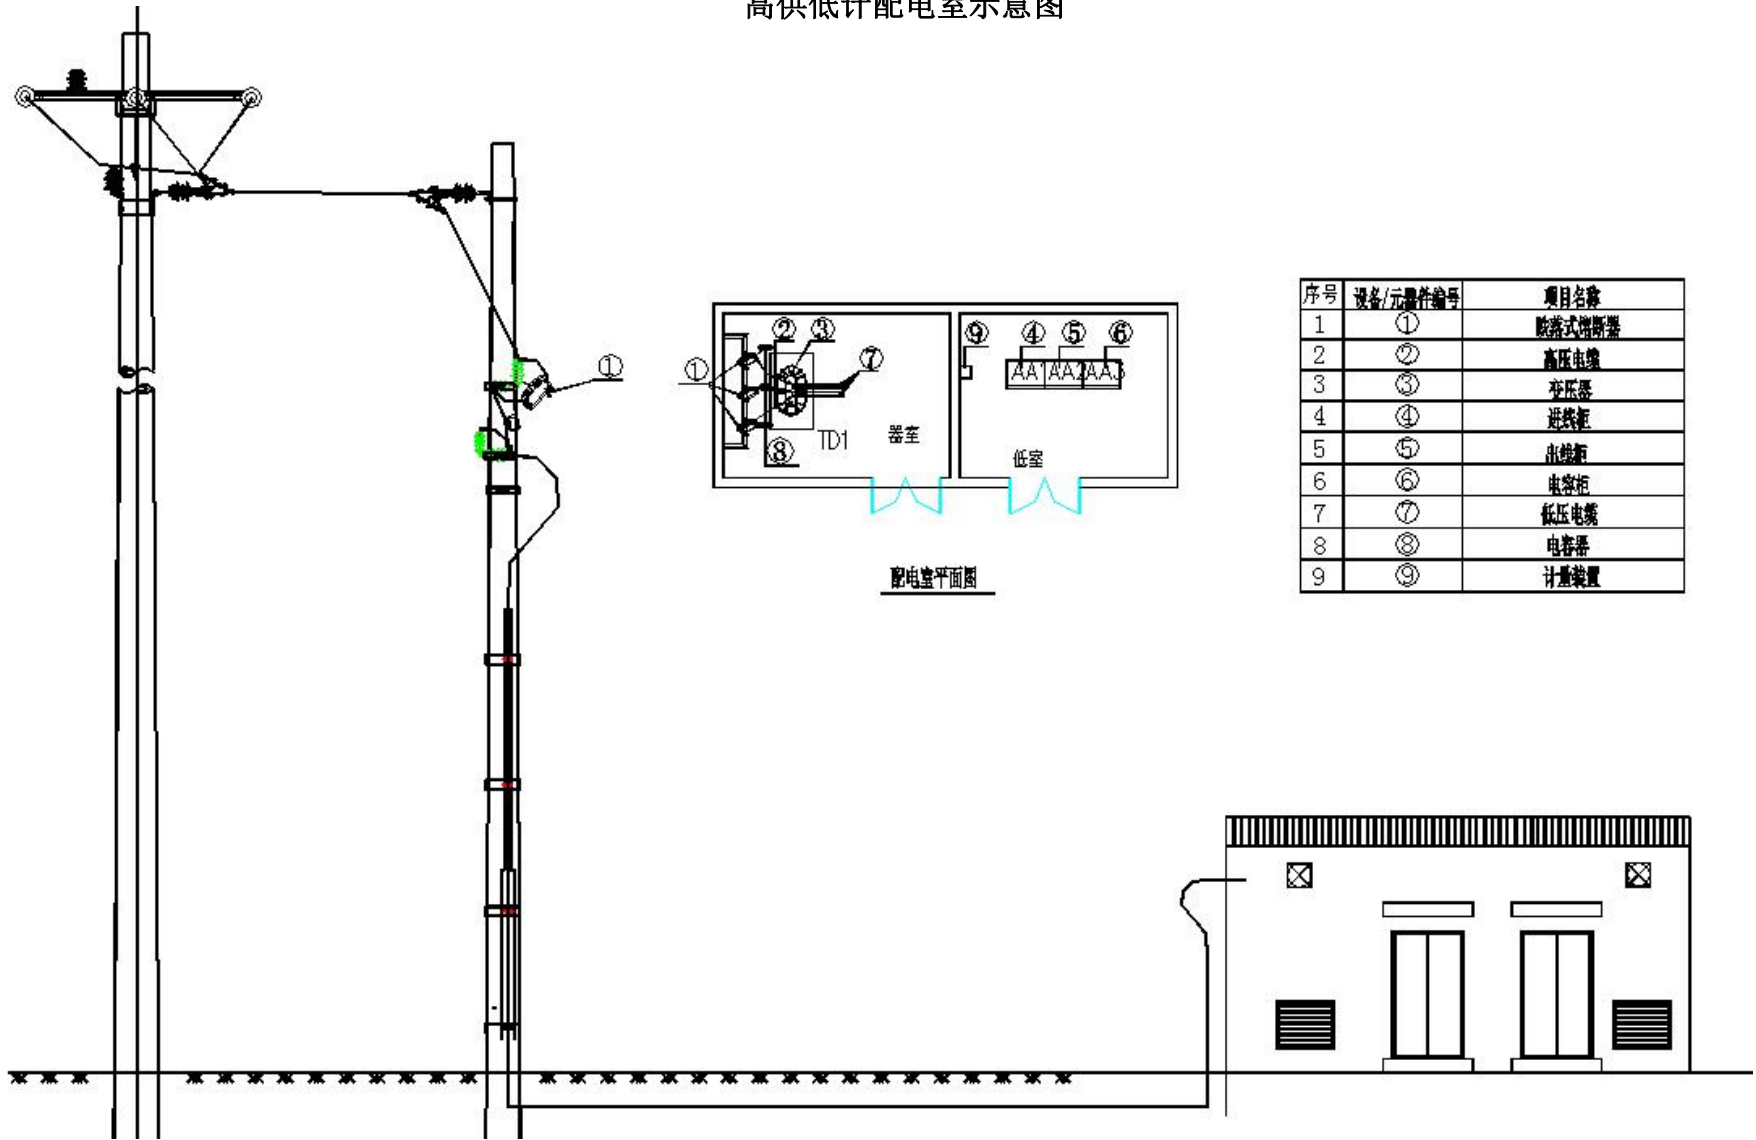 高供低计配电室示意图
①
① ② ③ ⑦ ⑧
TD1
器室
⑨ ④ ⑤ ⑥
AA1 AA2 AA3
低室
配电室平面图
序号 设备/元器件编号 项目名称
1 ① 跌落式熔断器
2 ② 高压电缆
3 ③ 变压器
4 ④ 进线柜
5 ⑤ 出线柜
6 ⑥ 电容柜
7 ⑦ 低压电缆
8 ⑧ 电容器
9 ⑨ 计量装置